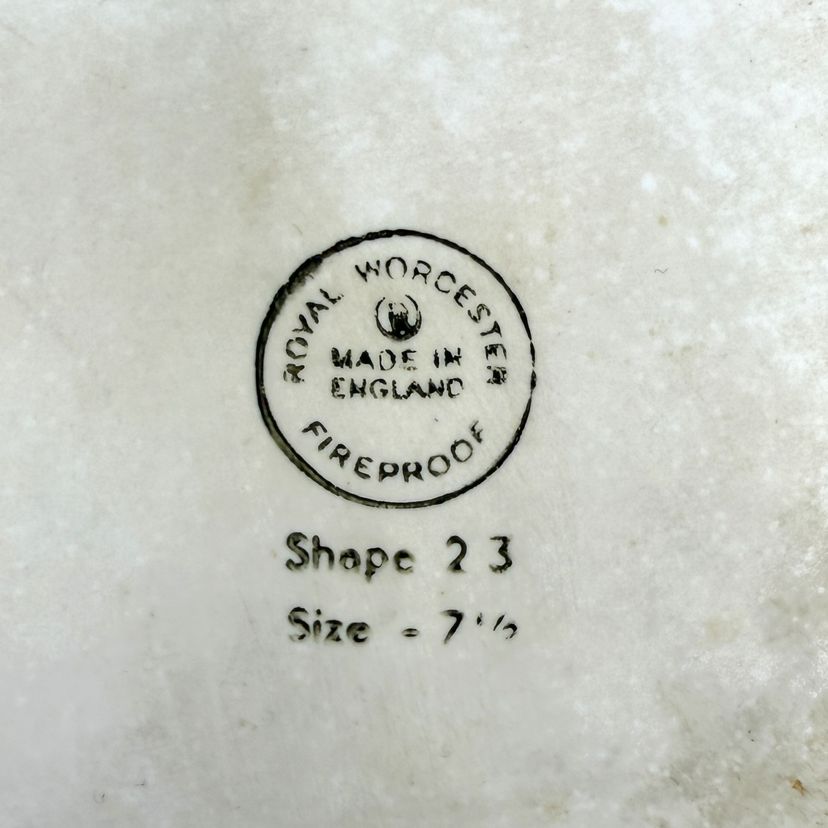 ROYAL WORCESTER
MADE IN
ENGLAND
FIREPROOF
Shape 23
Size - 7½